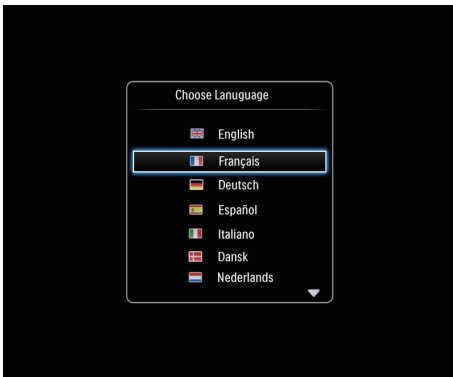 Choose Lanuguage
English
Français
Deutsch
Español
Italiano
Dansk
Nederlands